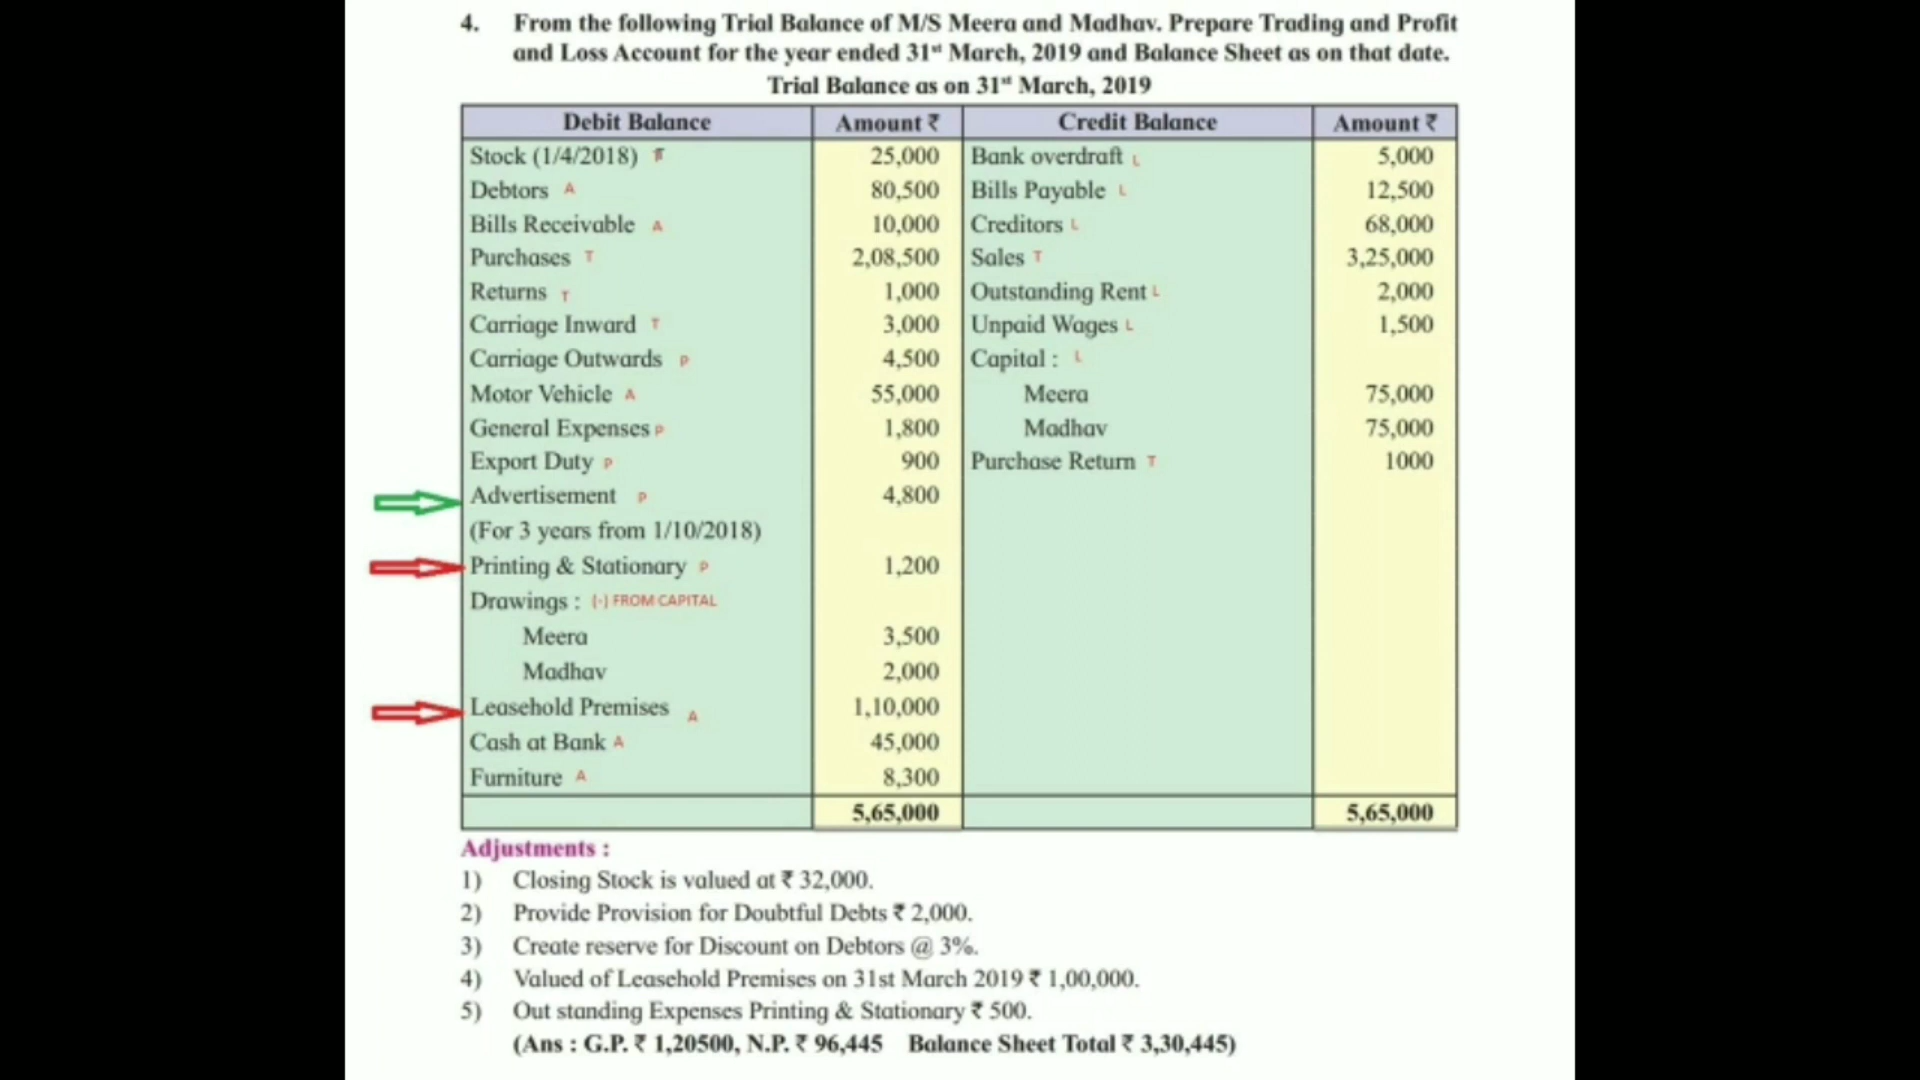 4. From the following Trial Balance of M/S Meera and Madhav. Prepare Trading and Profit
and Loss Account for the year ended 31st March, 2019 and Balance Sheet as on that date.
Trial Balance as on 31st March, 2019
Debit Balance Amount ₹ Credit Balance Amount ₹
Stock (1/4/2018) T 25,000 Bank overdraft L 5,000
Debtors A 80,500 Bills Payable L 12,500
Bills Receivable A 10,000 Creditors L 68,000
Purchases T 2,08,500 Sales T 3,25,000
Returns T 1,000 Outstanding Rent L 2,000
Carriage Inward T 3,000 Unpaid Wages L 1,500
Carriage Outwards P 4,500 Capital : L
Motor Vehicle A 55,000 Meera 75,000
General Expenses P 1,800 Madhav 75,000
Export Duty P 900 Purchase Return T 1000
Advertisement P 4,800
(For 3 years from 1/10/2018)
Printing & Stationary P 1,200
Drawings : (-) FROM CAPITAL
Meera 3,500
Madhav 2,000
Leasehold Premises A 1,10,000
Cash at Bank A 45,000
Furniture A 8,300
5,65,000 5,65,000
Adjustments :
1) Closing Stock is valued at ₹ 32,000.
2) Provide Provision for Doubtful Debts ₹ 2,000.
3) Create reserve for Discount on Debtors @ 3%.
4) Valued of Leasehold Premises on 31st March 2019 ₹ 1,00,000.
5) Out standing Expenses Printing & Stationary ₹ 500.
(Ans : G.P. ₹ 1,20500, N.P. ₹ 96,445 Balance Sheet Total ₹ 3,30,445)